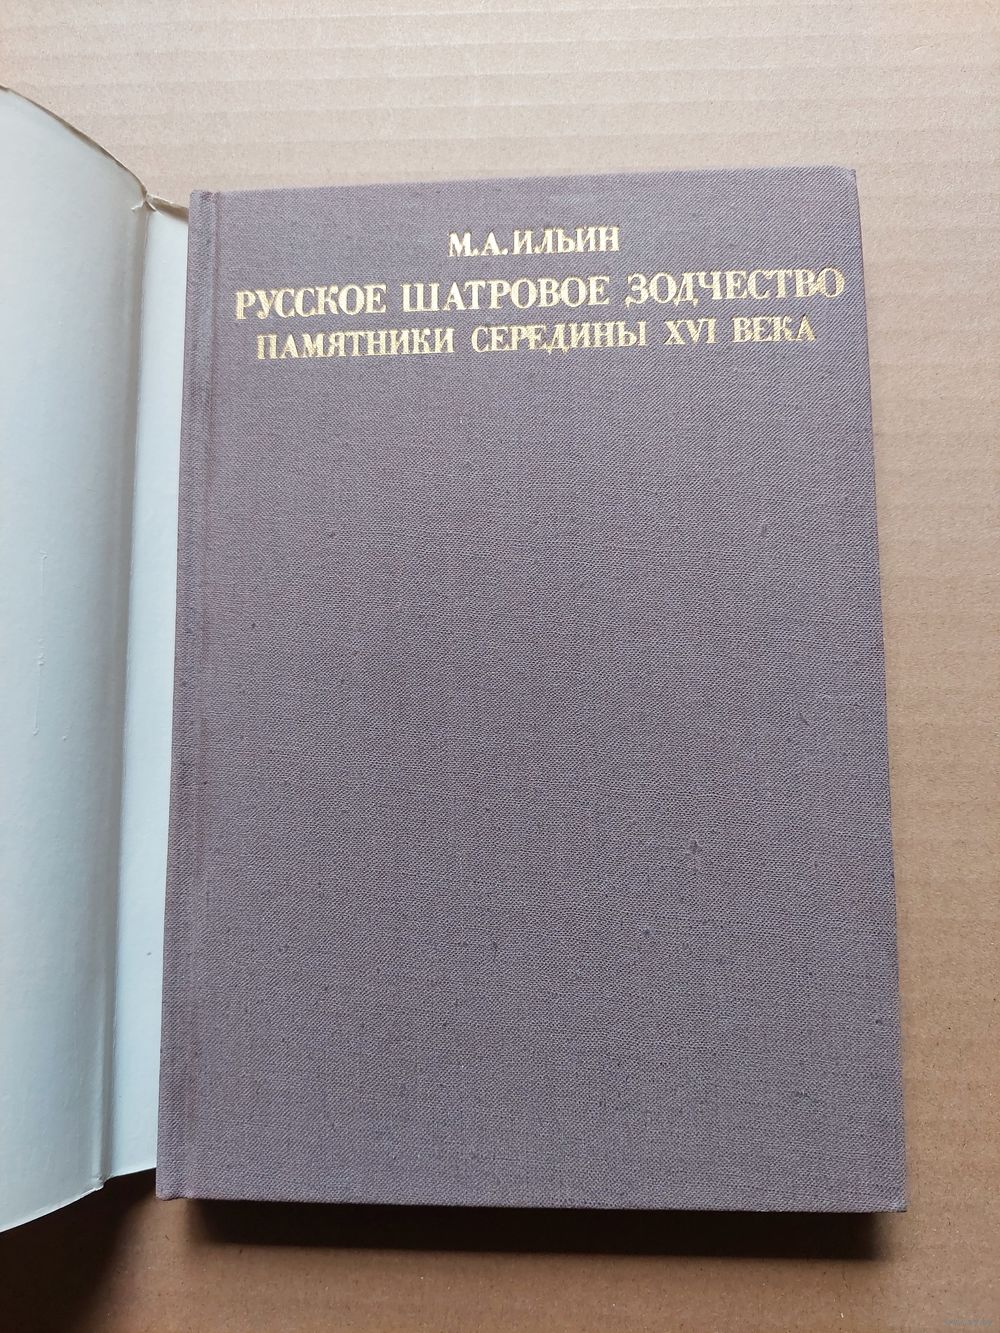 М.А.ИЛЬИН
РУССКОЕ ШАТРОВОЕ ЗОДЧЕСТВО
ПАМЯТНИКИ СЕРЕДИНЫ XVI ВЕКА